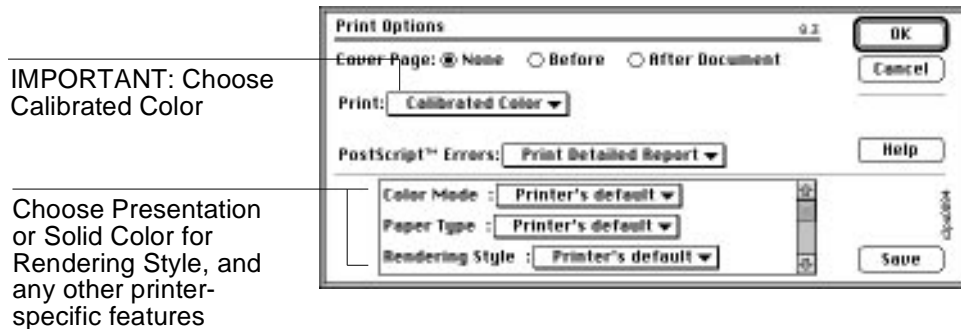 Print Options
OK
Cover Page: None Before After Document
Cancel
IMPORTANT: Choose
Calibrated Color
Print: Calibrated Color
PostScript™ Errors: Print Detailed Report
Help
Choose Presentation
or Solid Color for
Rendering Style, and
any other printer-
specific features
Color Mode : Printer's default
Paper Type : Printer's default
Rendering Style : Printer's default
Save